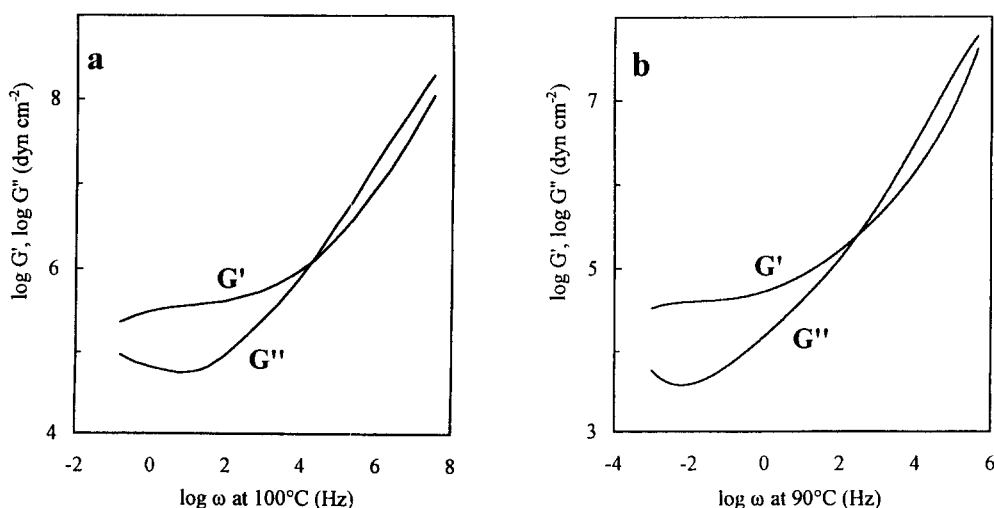 a
8
6
4
log G', log G" (dyn cm-2)
G'
G"
-2 0 2 4 6 8
log ω at 100°C (Hz)
b
7
5
3
log G', log G" (dyn cm-2)
G'
G"
-4 -2 0 2 4 6
log ω at 90°C (Hz)